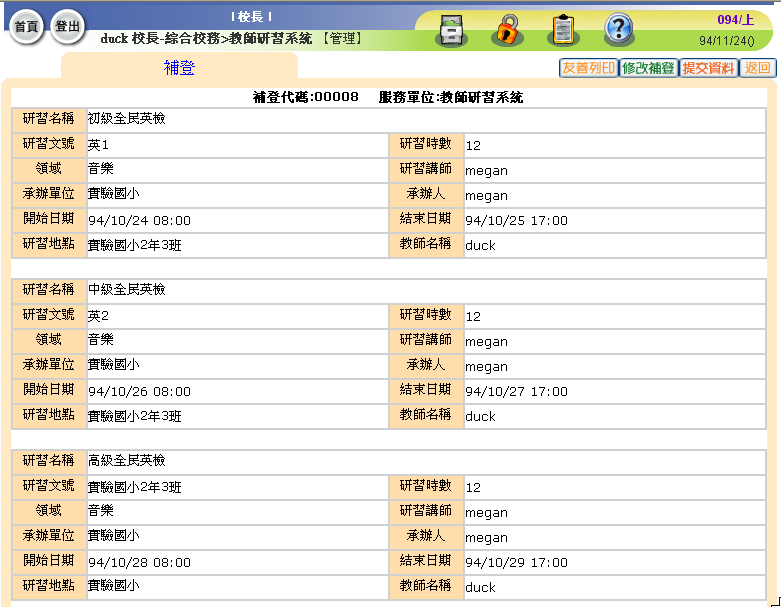 首頁 登出 | 校長 | 094/上
duck 校長-綜合校務>教師研習系統 【管理】 94/11/24()
補登 友善列印 修改補登 提交資料 返回
補登代碼:00008 服務單位:教師研習系統
研習名稱 初級全民英檢
研習文號 英1 研習時數 12
領域 音樂 研習講師 megan
承辦單位 實驗國小 承辦人 megan
開始日期 94/10/24 08:00 結束日期 94/10/25 17:00
研習地點 實驗國小2年3班 教師名稱 duck
研習名稱 中級全民英檢
研習文號 英2 研習時數 12
領域 音樂 研習講師 megan
承辦單位 實驗國小 承辦人 megan
開始日期 94/10/26 08:00 結束日期 94/10/27 17:00
研習地點 實驗國小2年3班 教師名稱 duck
研習名稱 高級全民英檢
研習文號 實驗國小2年3班 研習時數 12
領域 音樂 研習講師 megan
承辦單位 實驗國小 承辦人 megan
開始日期 94/10/28 08:00 結束日期 94/10/29 17:00
研習地點 實驗國小 教師名稱 duck